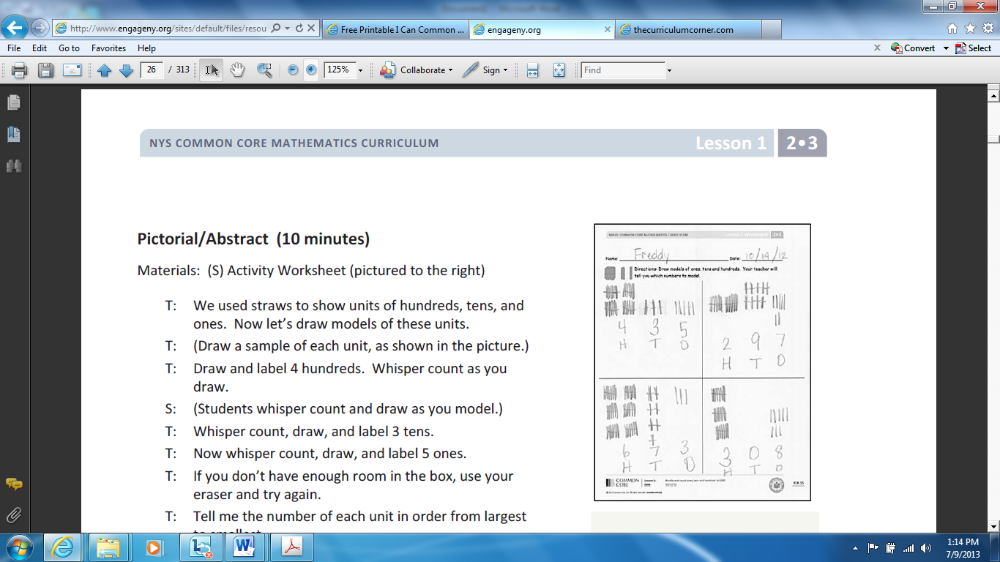 http://www.engageny.org/sites/default/files/resou
Free Printable I Can Common ...
engageny.org
thecurriculumcorner.com
File Edit Go to Favorites Help
Convert Select
26 / 313 125% Collaborate Sign Find
NYS COMMON CORE MATHEMATICS CURRICULUM Lesson 1 2•3
Pictorial/Abstract (10 minutes)
Materials: (S) Activity Worksheet (pictured to the right)
T: We used straws to show units of hundreds, tens, and
ones. Now let's draw models of these units.
T: (Draw a sample of each unit, as shown in the picture.)
T: Draw and label 4 hundreds. Whisper count as you
draw.
S: (Students whisper count and draw as you model.)
T: Whisper count, draw, and label 3 tens.
T: Now whisper count, draw, and label 5 ones.
T: If you don't have enough room in the box, use your
eraser and try again.
T: Tell me the number of each unit in order from largest
to smallest
NYS COMMON CORE MATHEMATICS CURRICULUM Lesson 1 Worksheet 2•3
Name: Freddy Date: 10/19/12
Directions: Draw models of ones, tens and hundreds. Your teacher will
tell you which numbers to model.
4 3 5
H T O
2 9 7
H T O
6 7 3
H T O
3 0 8
H T O
COMMON
CORE
1:14 PM
7/9/2013